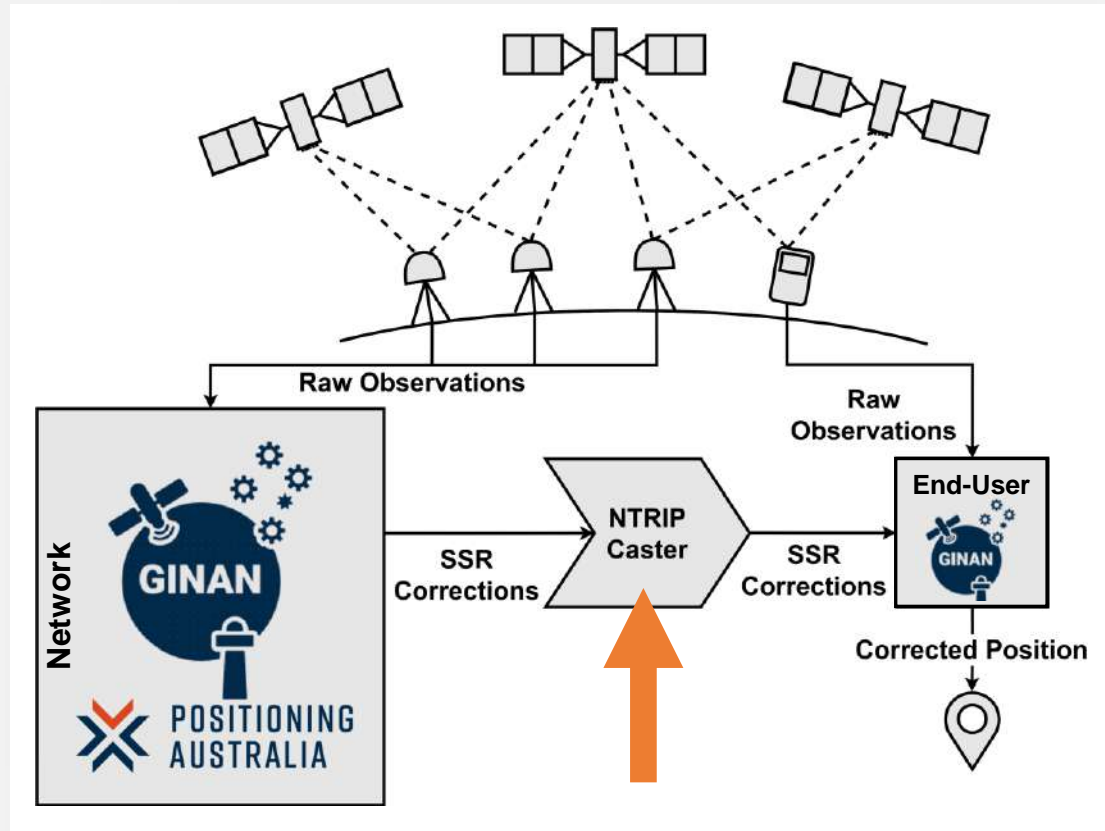 Raw Observations
Raw
Observations
Network
GINAN
POSITIONING
AUSTRALIA
SSR
Corrections
NTRIP
Caster
SSR
Corrections
End-User
GINAN
Corrected Position